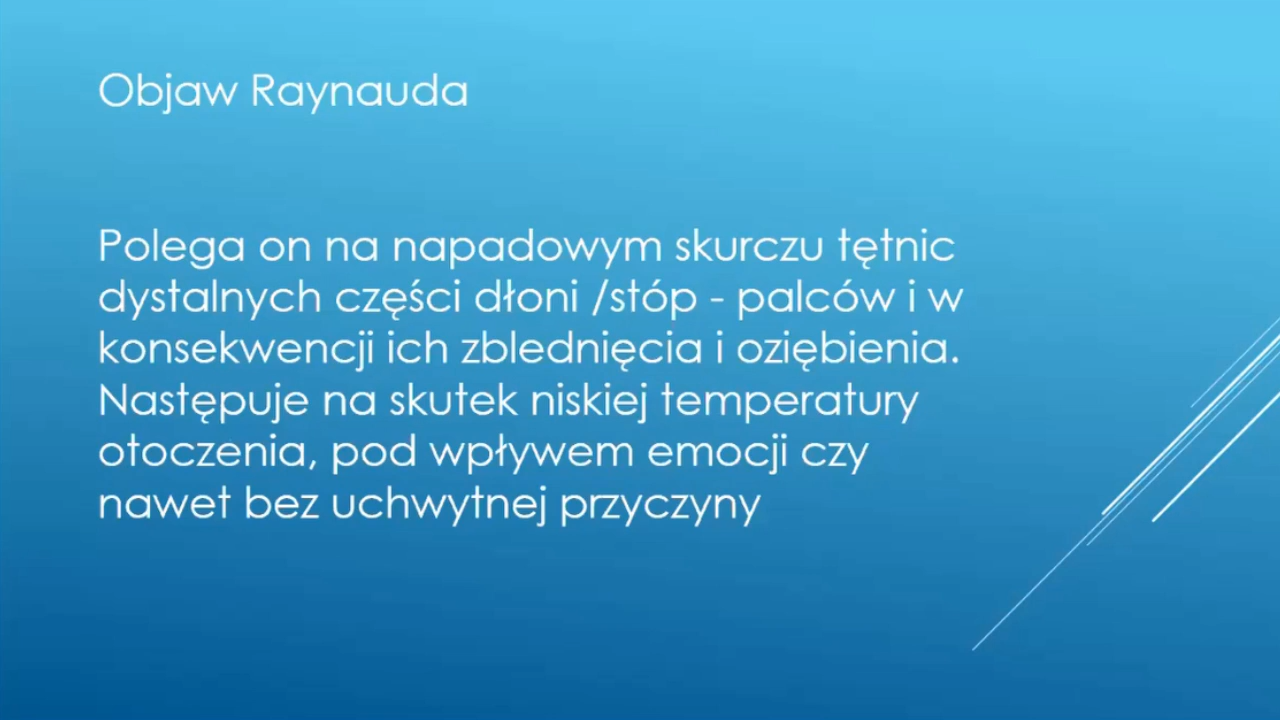 Objaw Raynauda
Polega on na napadowym skurczu tętnic
dystalnych części dłoni /stóp - palców i w
konsekwencji ich zblednięcia i oziębienia.
Następuje na skutek niskiej temperatury
otoczenia, pod wpływem emocji czy
nawet bez uchwytnej przyczyny